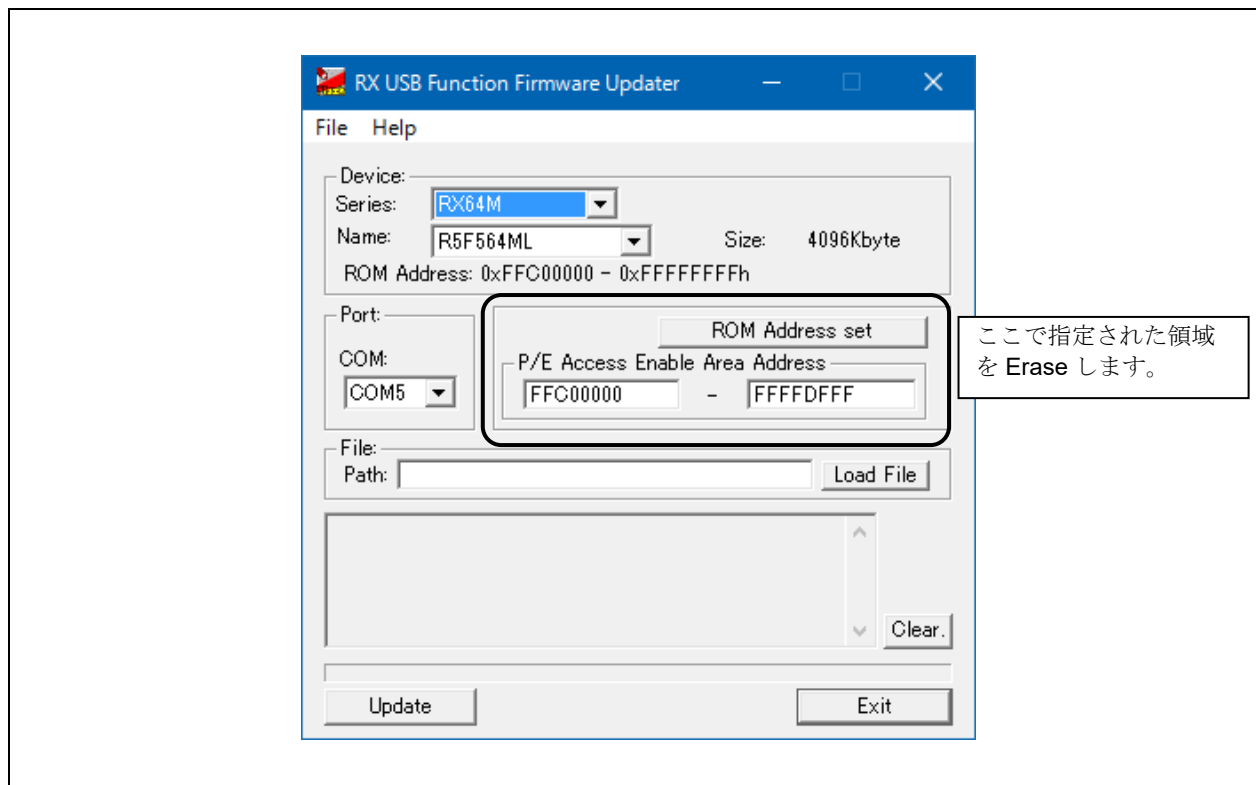 RX USB Function Firmware Updater
File Help
Device:
Series: RX64M
Name: R5F564ML Size: 4096Kbyte
ROM Address: 0xFFC00000 - 0xFFFFFFFFh
Port:
COM:
COM5
ROM Address set
P/E Access Enable Area Address
FFC00000 - FFFFDFFF
ここで指定された領域
を Erase します。
File:
Path: Load File
Clear.
Update Exit